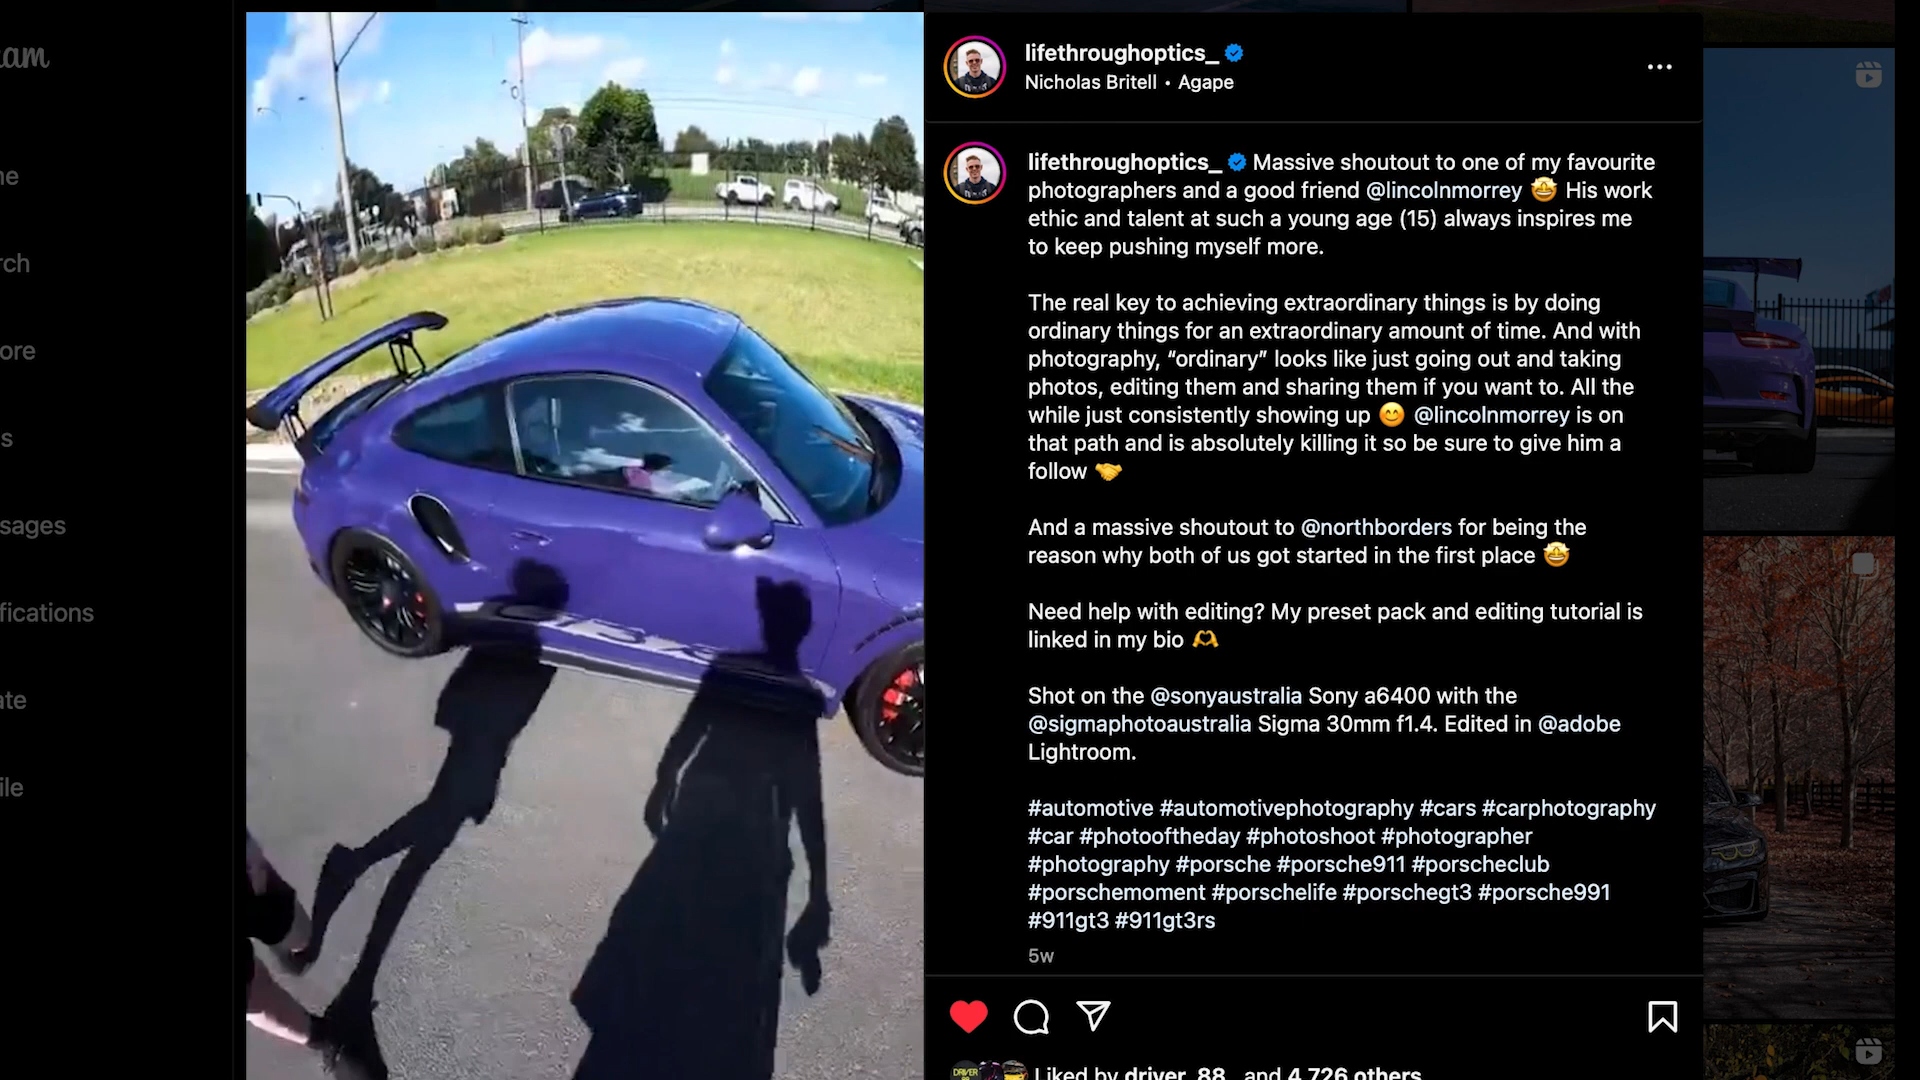 am
lifethroughoptics_
Nicholas Britell • Agape
lifethroughoptics_ Massive shoutout to one of my favourite
photographers and a good friend @lincolnmorrey 🤩 His work
ethic and talent at such a young age (15) always inspires me
to keep pushing myself more.
The real key to achieving extraordinary things is by doing
ordinary things for an extraordinary amount of time. And with
photography, “ordinary” looks like just going out and taking
photos, editing them and sharing them if you want to. All the
while just consistently showing up 😊 @lincolnmorrey is on
that path and is absolutely killing it so be sure to give him a
follow 🤝
And a massive shoutout to @northborders for being the
reason why both of us got started in the first place 🤩
Need help with editing? My preset pack and editing tutorial is
linked in my bio 🫶
Shot on the @sonyaustralia Sony a6400 with the
@sigmaphotoaustralia Sigma 30mm f1.4. Edited in @adobe
Lightroom.
#automotive #automotivephotography #cars #carphotography
#car #photooftheday #photoshoot #photographer
#photography #porsche #porsche911 #porscheclub
#porschemoment #porschelife #porschegt3 #porsche991
#911gt3 #911gt3rs
5w
Liked by driver_88_ and 4,726 others
ne
rch
ore
s
ssages
fications
ate
ile